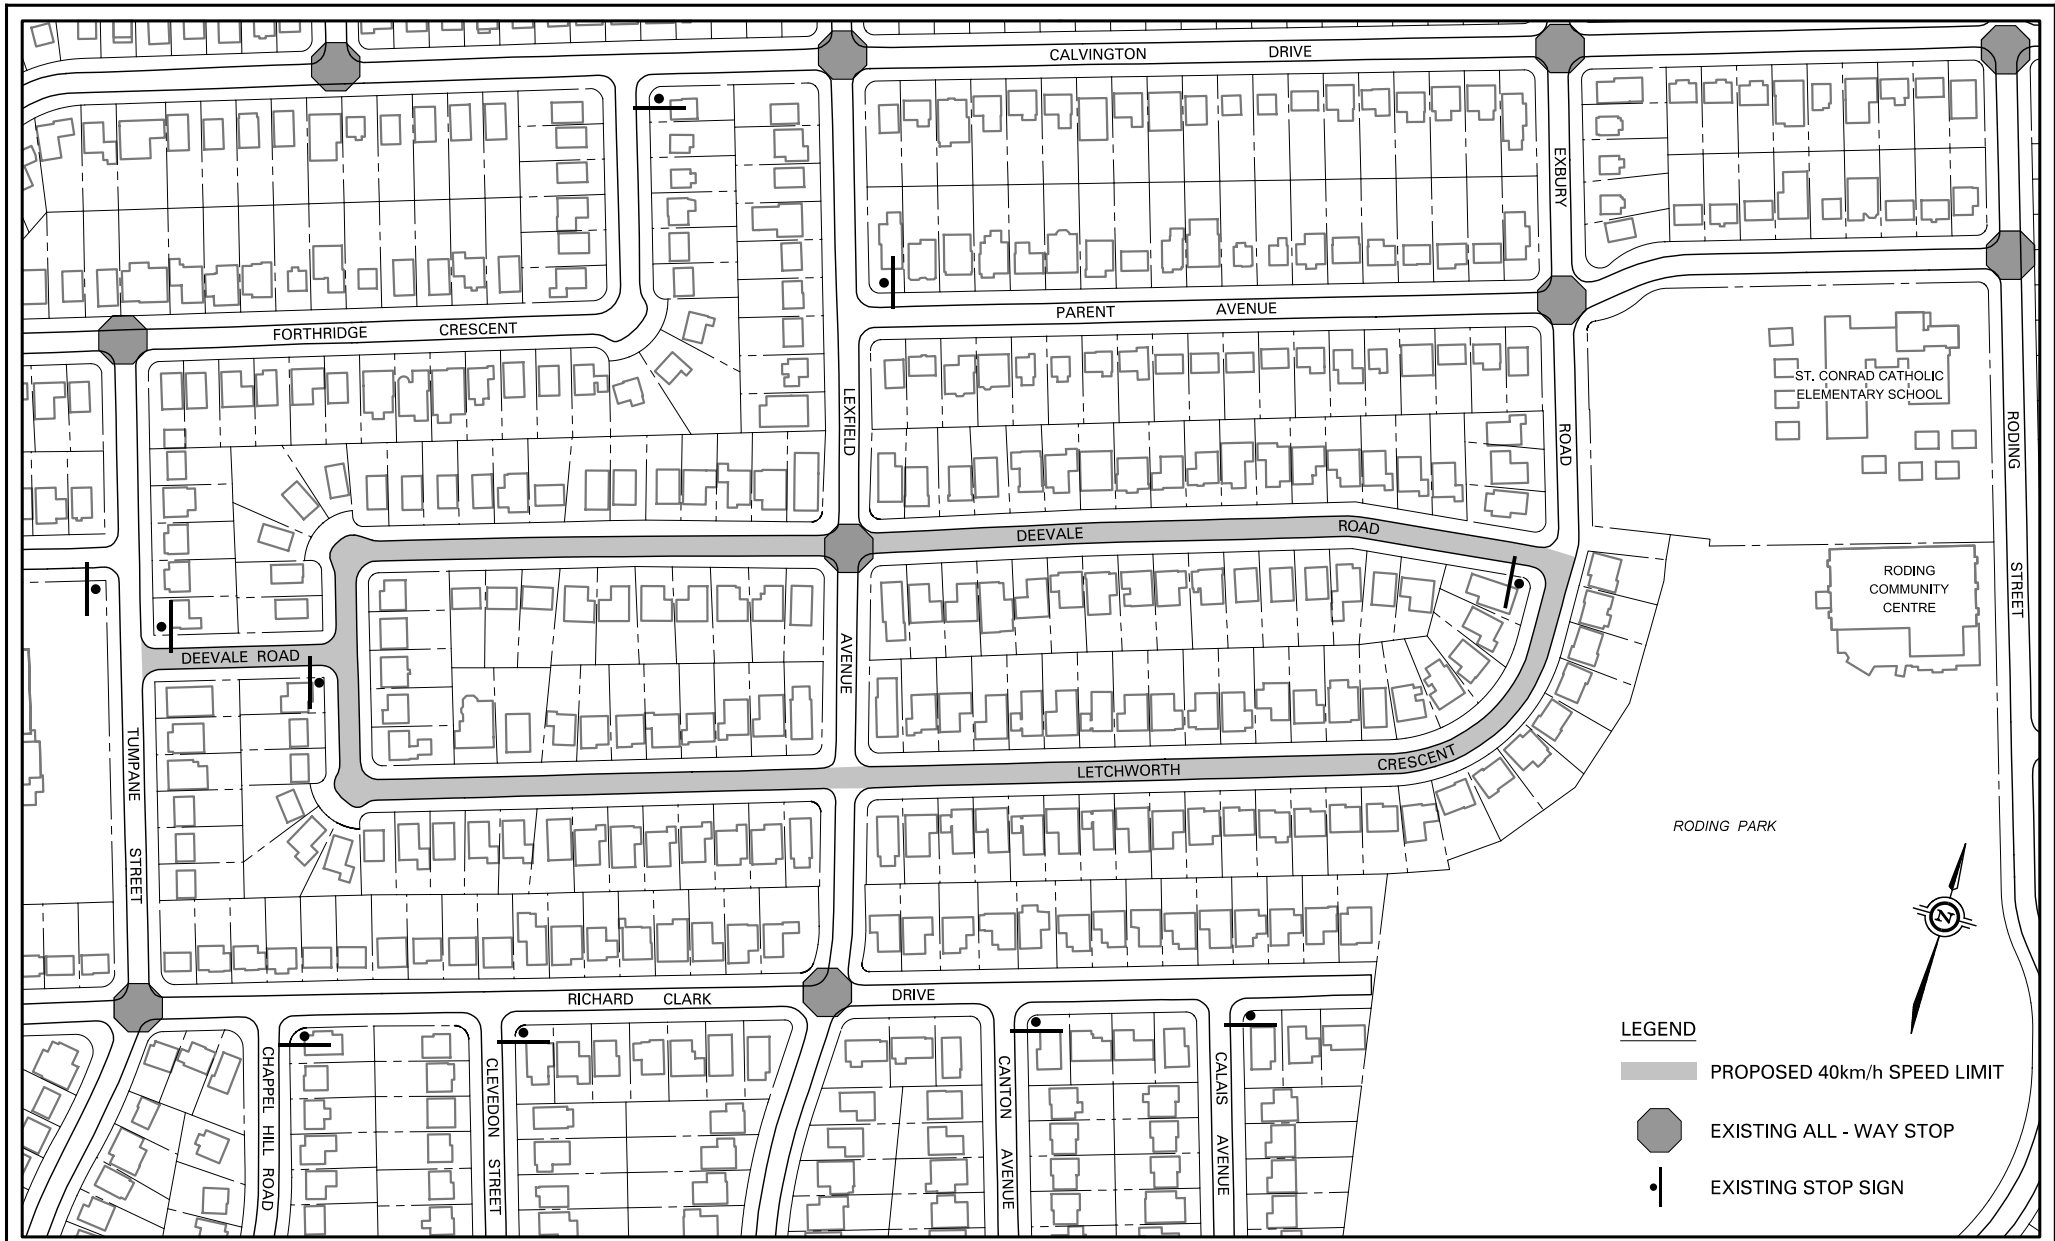 CALVINGTON DRIVE
EXBURY
FORTHRIDGE CRESCENT
PARENT AVENUE
ST. CONRAD CATHOLIC
ELEMENTARY SCHOOL
LEXFIELD
ROAD
RODING
DEEVALE ROAD
RODING
COMMUNITY
CENTRE
STREET
DEEVALE ROAD
AVENUE
TUMPANE
LETCHWORTH CRESCENT
RODING PARK
STREET
N
RICHARD CLARK DRIVE
CHAPPEL HILL ROAD
CLEVEDON STREET
CANTON AVENUE
CALAIS AVENUE
LEGEND
PROPOSED 40km/h SPEED LIMIT
EXISTING ALL - WAY STOP
EXISTING STOP SIGN